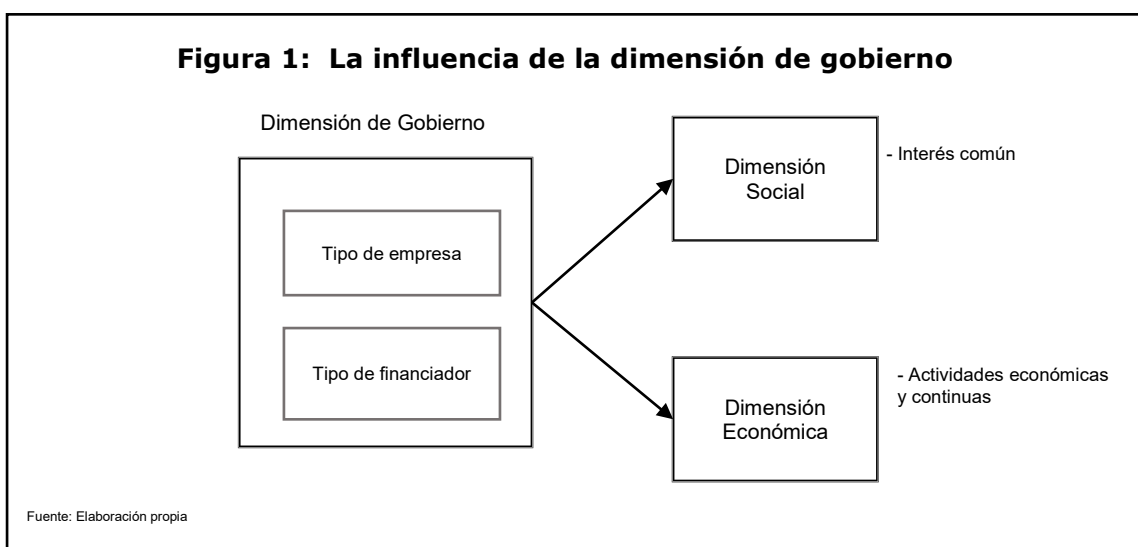 Figura 1: La influencia de la dimensión de gobierno
Dimensión de Gobierno
Tipo de empresa
Tipo de financiador
Dimensión
Social
- Interés común
Dimensión
Económica
- Actividades económicas
y continuas
Fuente: Elaboración propia